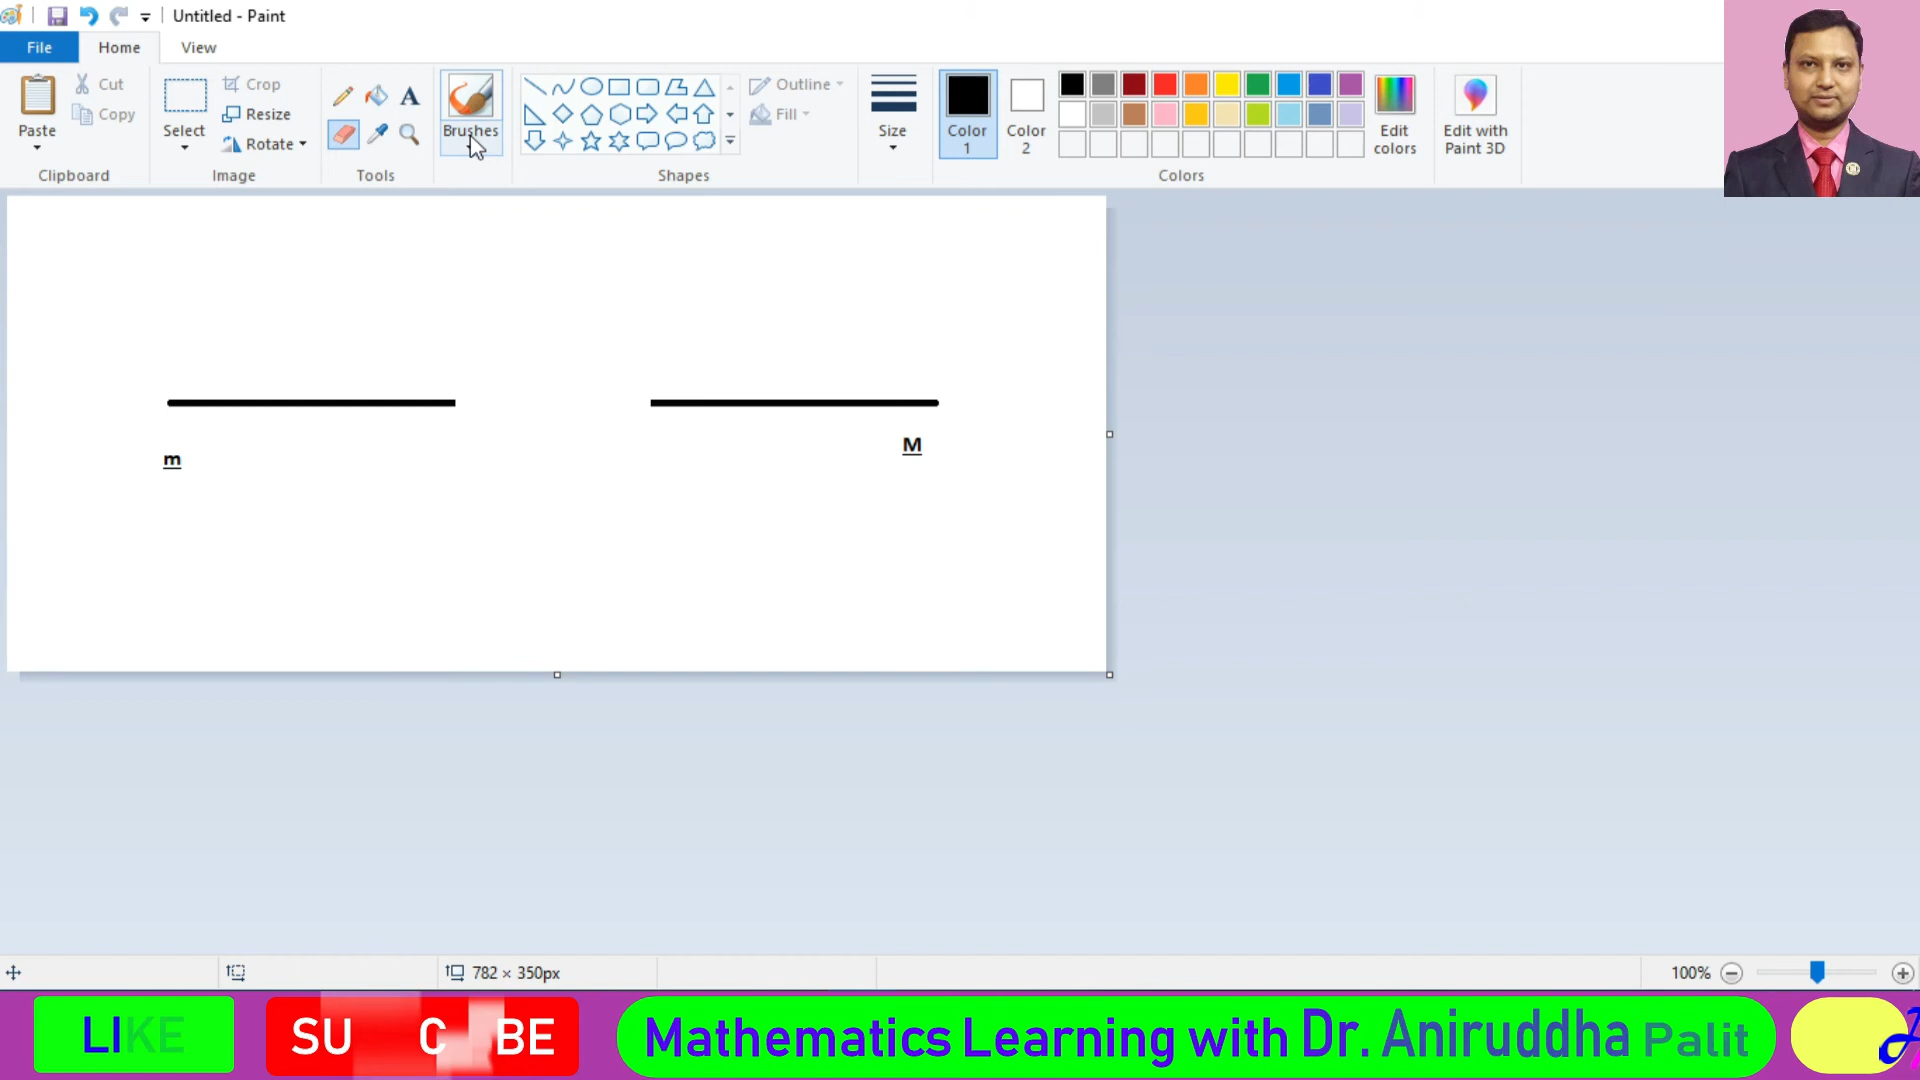 Untitled - Paint
File Home View
Paste
Cut
Copy
Clipboard
Select
Crop
Resize
Rotate
Image
Tools
Brushes
Shapes
Outline
Fill
Size
Color 1
Color 2
Colors
Edit colors
Edit with Paint 3D
m
M
782 × 350px
100%
LIKE
SU C BE
Mathematics Learning with Dr. Aniruddha Palit